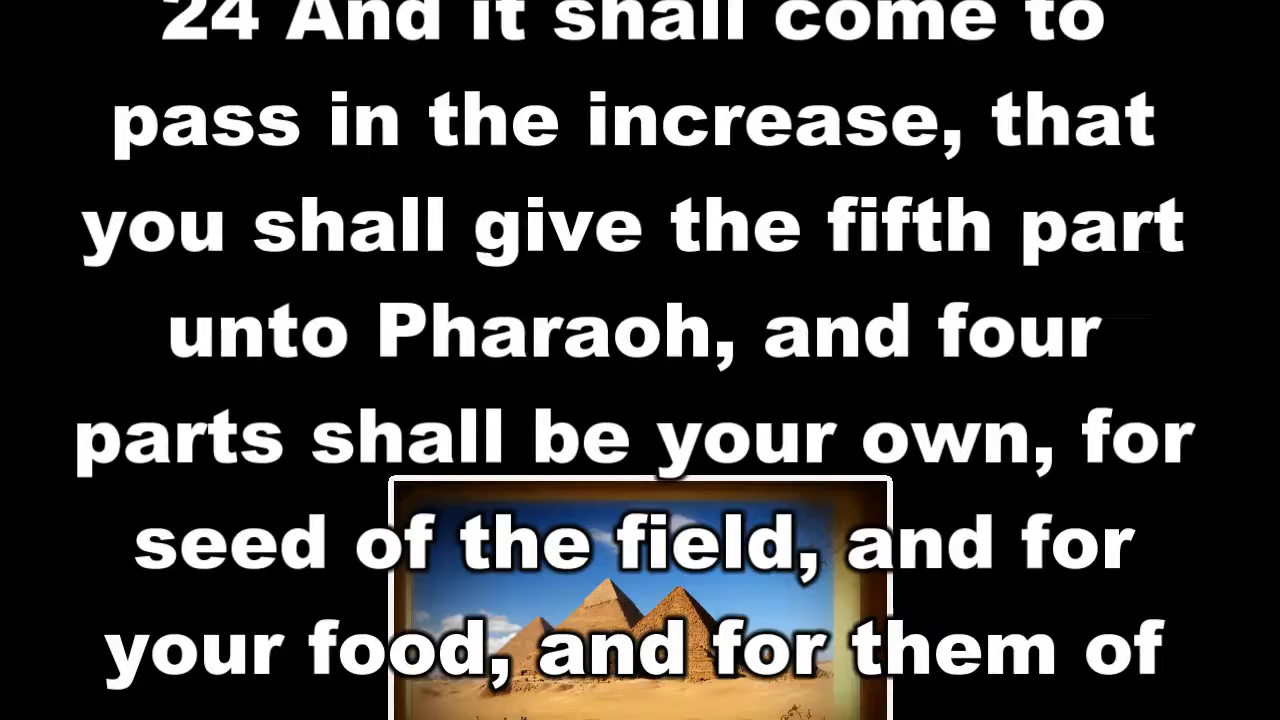 24 And it shall come to
pass in the increase, that
you shall give the fifth part
unto Pharaoh, and four
parts shall be your own, for
seed of the field, and for
your food, and for them of